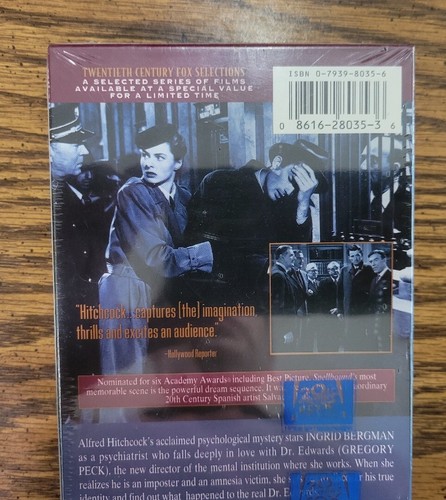 TWENTIETH CENTURY FOX SELECTIONS
A SELECTED SERIES OF FILMS
AVAILABLE AT A SPECIAL VALUE
FOR A LIMITED TIME
ISBN 0-7939-8035-6
0 8616-28035-3 6
"Hitchcock...captures [the] imagination,
thrills and excites an audience."
–Hollywood Reporter
Nominated for six Academy Awards® including Best Picture, Spellbound's most
memorable scene is the powerful dream sequence. It
20th Century Spanish artist
Alfred Hitchcock's acclaimed psychological mystery stars INGRID BERGMAN
as a psychiatrist who falls deeply in love with Dr. Edwards (GREGORY
PECK), the new director of the mental institution where she works. When she
realizes he is an imposter and an amnesia victim, she his true
identity and find out what happened to the real Dr.